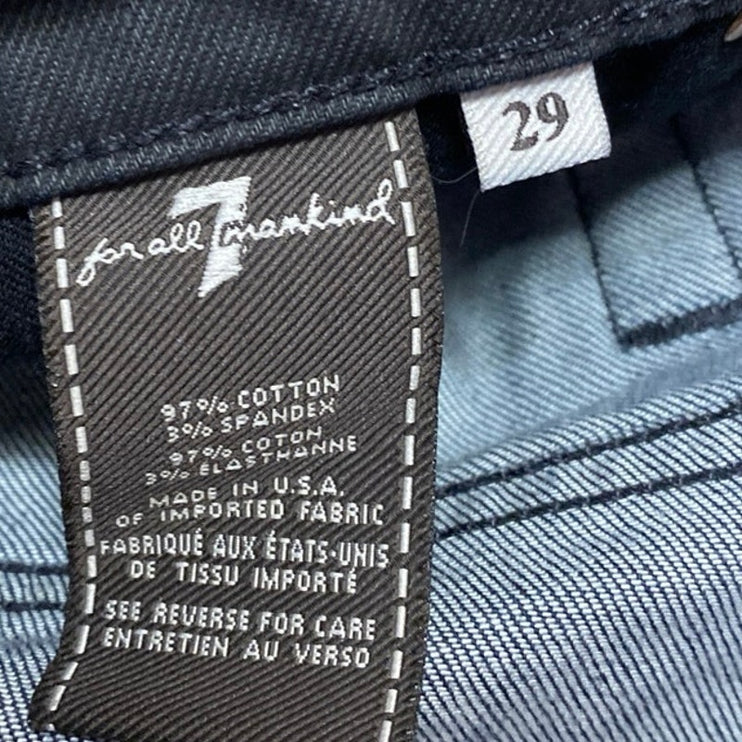 29
for all 7 mankind
97% COTTON
3% SPANDEX
97% COTON
3% ÉLASTHANNE
MADE IN U.S.A.
OF IMPORTED FABRIC
FABRIQUÉ AUX ÉTATS-UNIS
DE TISSU IMPORTÉ
SEE REVERSE FOR CARE
ENTRETIEN AU VERSO